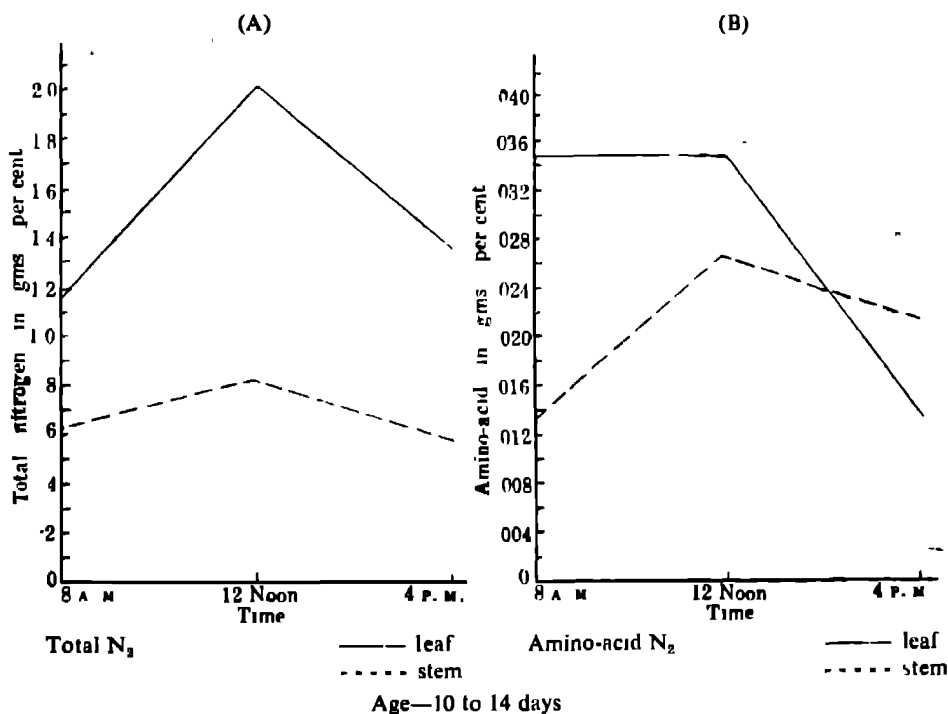 (A)
Total nitrogen in gms per cent
2 0
1 8
1 6
1 4
1 2
1 0
8
6
4
·2
0
8 A M
12 Noon
4 P. M.
Time
Total N₂
leaf
stem
(B)
Amino-acid in gms per cent
040
036
032
028
024
020
016
012
008
004
0
8 A M
12 Noon
4 P. M
Time
Amino-acid N₂
leaf
stem
Age—10 to 14 days